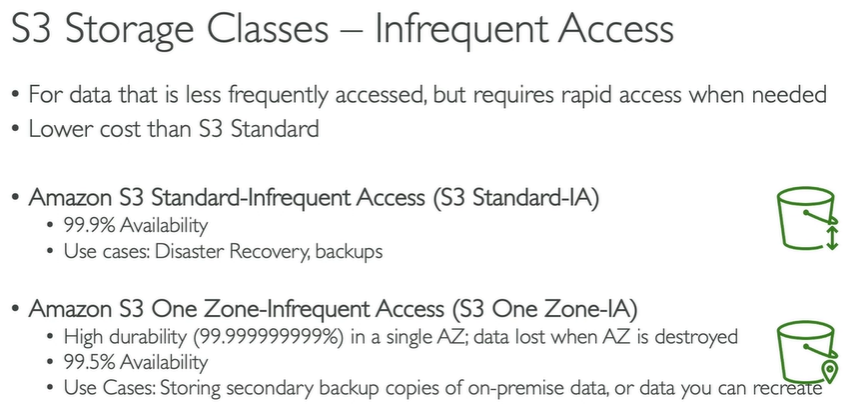 S3 Storage Classes – Infrequent Access
• For data that is less frequently accessed, but requires rapid access when needed
• Lower cost than S3 Standard
• Amazon S3 Standard-Infrequent Access (S3 Standard-IA)
• 99.9% Availability
• Use cases: Disaster Recovery, backups
• Amazon S3 One Zone-Infrequent Access (S3 One Zone-IA)
• High durability (99.999999999%) in a single AZ; data lost when AZ is destroyed
• 99.5% Availability
• Use Cases: Storing secondary backup copies of on-premise data, or data you can recreate